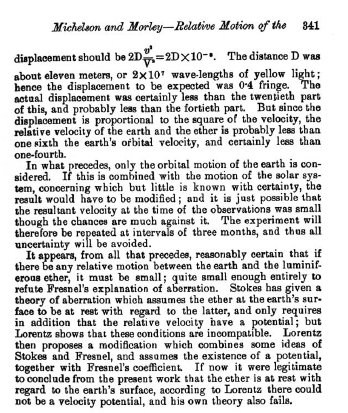 Michelson and Morley—Relative Motion of the 341
displacement should be 2D v²/V² = 2D×10⁻⁸. The distance D was
about eleven meters, or 2×10⁷ wave-lengths of yellow light;
hence the displacement to be expected was 0·4 fringe. The
actual displacement was certainly less than the twentieth part
of this, and probably less than the fortieth part. But since the
displacement is proportional to the square of the velocity, the
relative velocity of the earth and the ether is probably less than
one sixth the earth's orbital velocity, and certainly less than
one-fourth.
In what precedes, only the orbital motion of the earth is con-
sidered. If this is combined with the motion of the solar sys-
tem, concerning which but little is known with certainty, the
result would have to be modified; and it is just possible that
the resultant velocity at the time of the observations was small
though the chances are much against it. The experiment will
therefore be repeated at intervals of three months, and thus all
uncertainty will be avoided.
It appears, from all that precedes, reasonably certain that if
there be any relative motion between the earth and the luminif-
erous ether, it must be small; quite small enough entirely to
refute Fresnel's explanation of aberration. Stokes has given a
theory of aberration which assumes the ether at the earth's sur-
face to be at rest with regard to the latter, and only requires
in addition that the relative velocity have a potential; but
Lorentz shows that these conditions are incompatible. Lorentz
then proposes a modification which combines some ideas of
Stokes and Fresnel, and assumes the existence of a potential,
together with Fresnel's coefficient. If now it were legitimate
to conclude from the present work that the ether is at rest with
regard to the earth's surface, according to Lorentz there could
not be a velocity potential, and his own theory also fails.